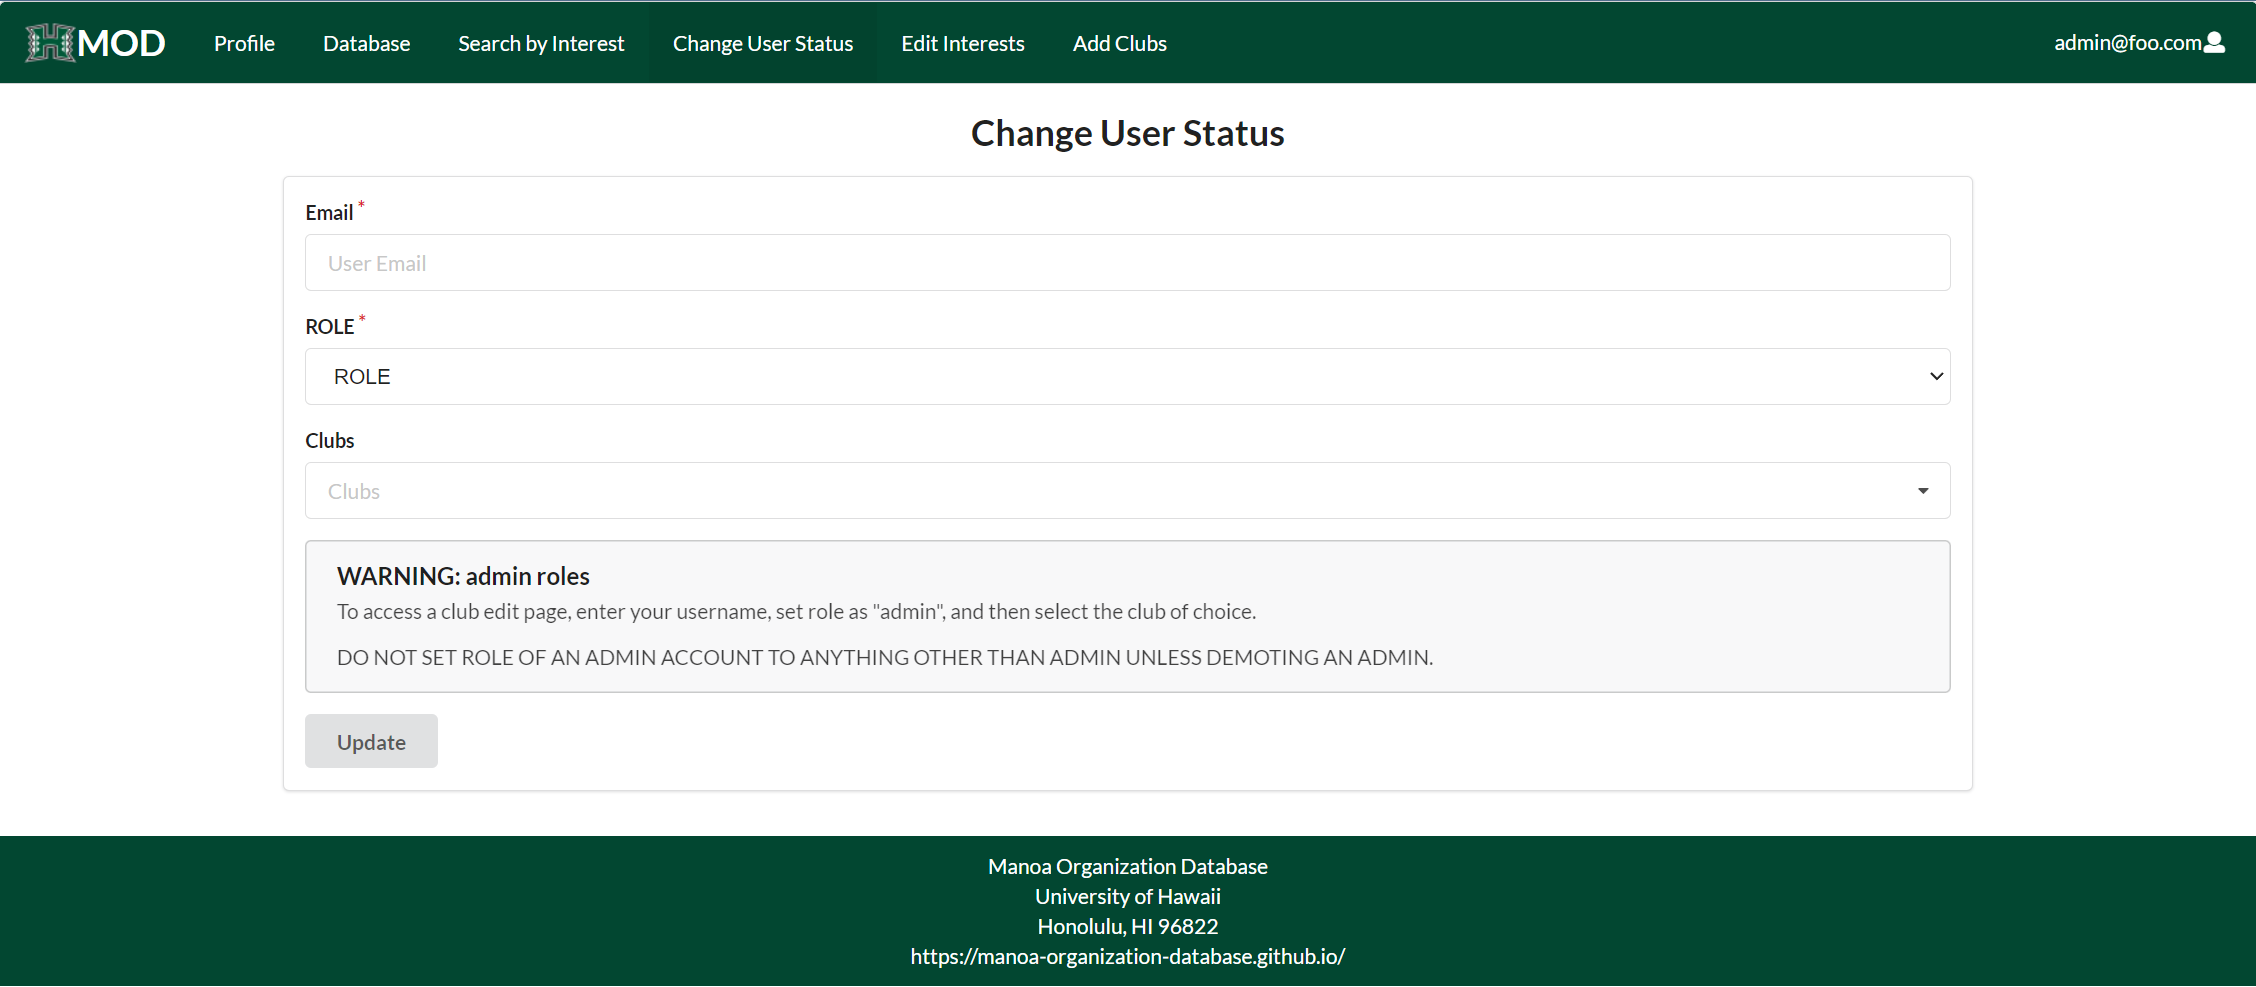 MOD Profile Database Search by Interest Change User Status Edit Interests Add Clubs admin@foo.com
Change User Status
Email *
User Email
ROLE *
ROLE
Clubs
Clubs
WARNING: admin roles
To access a club edit page, enter your username, set role as "admin", and then select the club of choice.
DO NOT SET ROLE OF AN ADMIN ACCOUNT TO ANYTHING OTHER THAN ADMIN UNLESS DEMOTING AN ADMIN.
Update
Manoa Organization Database
University of Hawaii
Honolulu, HI 96822
https://manoa-organization-database.github.io/